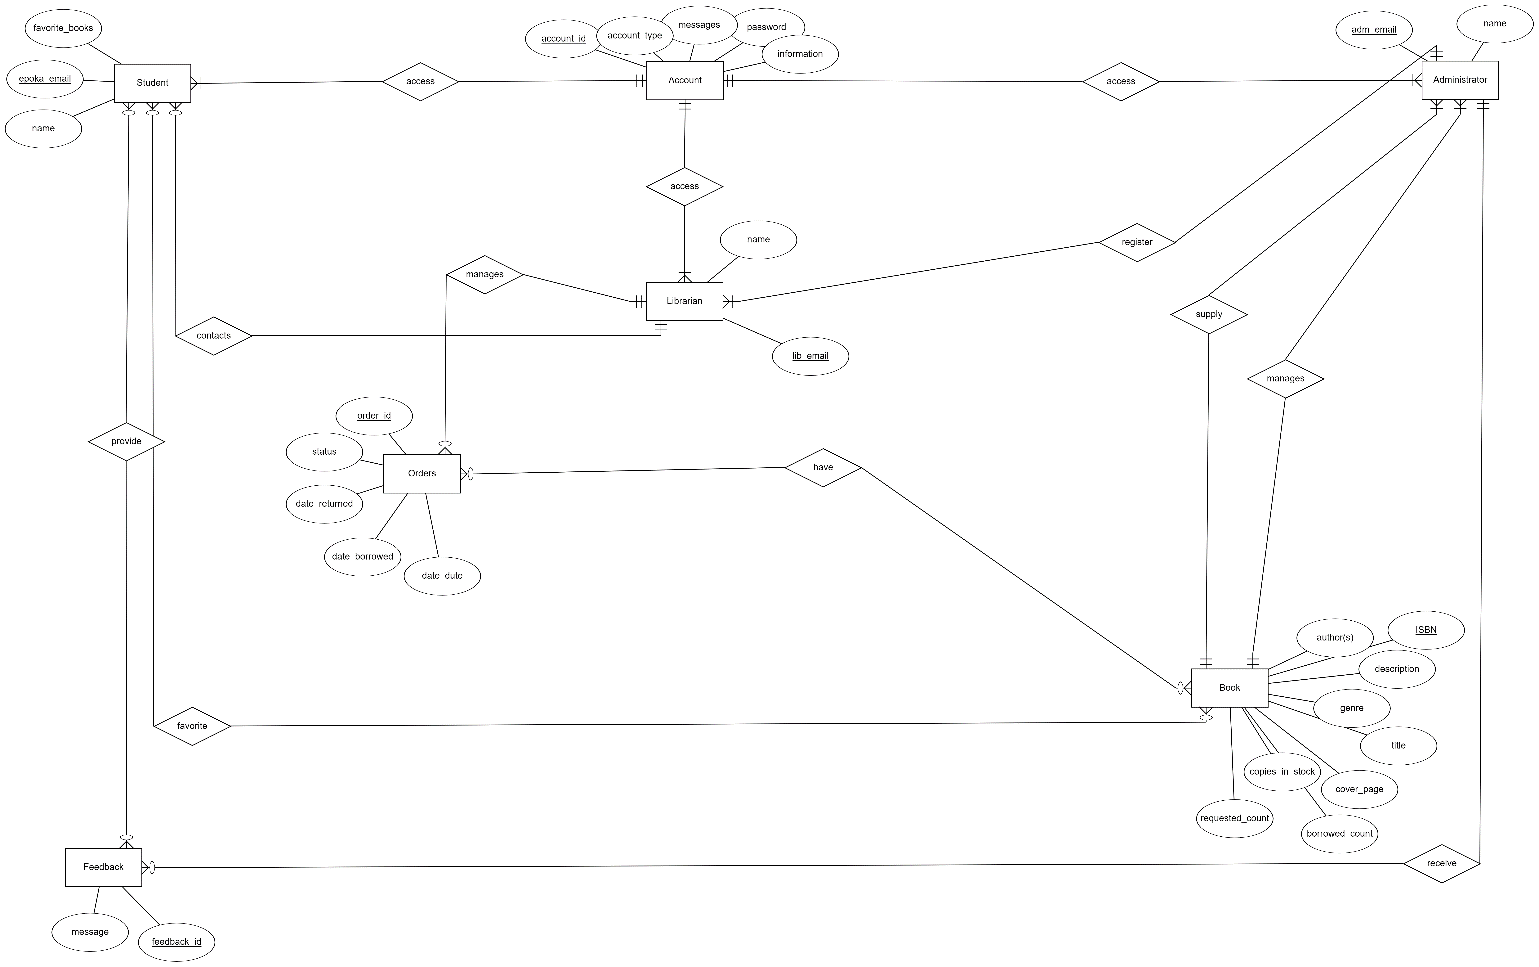 favorite_books
epoka_email
name
Student
access
account_id
account_type
messages
password
information
Account
access
adm_email
name
Administrator
access
name
Librarian
lib_email
register
manages
contacts
supply
manages
provide
order_id
status
date_returned
date_borrowed
date_dute
Orders
have
favorite
Book
author(s)
ISBN
description
genre
title
copies_in_stock
cover_page
requested_count
borrowed_count
Feedback
message
feedback_id
receive